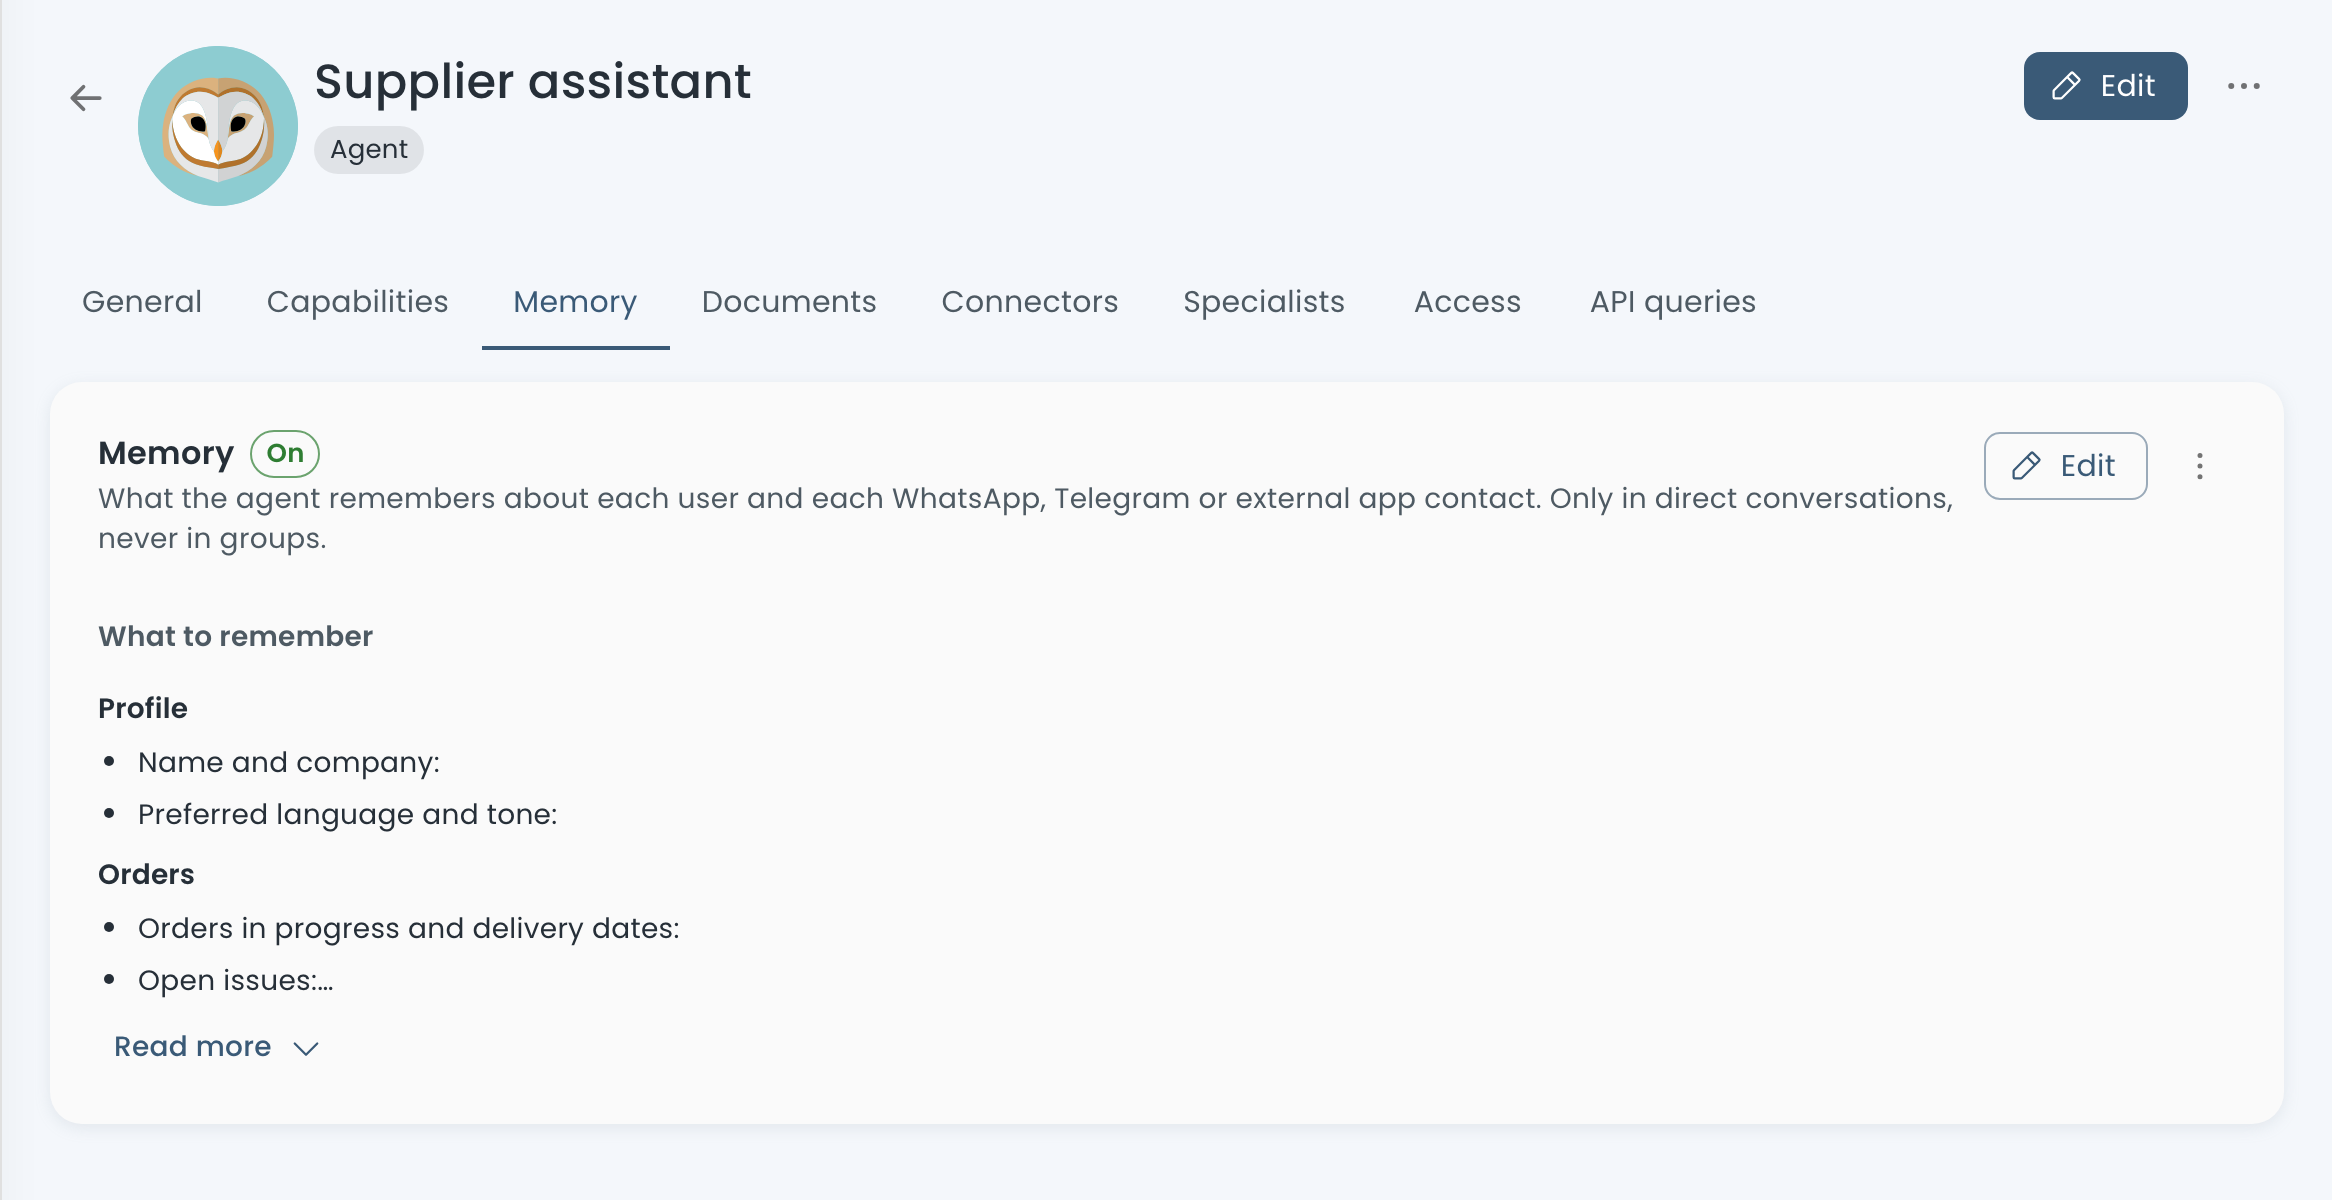 Supplier assistant
Agent
Edit
General
Capabilities
Memory
Documents
Connectors
Specialists
Access
API queries
Memory
On
Edit
What the agent remembers about each user and each WhatsApp, Telegram or external app contact. Only in direct conversations,
never in groups.
What to remember
Profile
• Name and company:
• Preferred language and tone:
Orders
• Orders in progress and delivery dates:
• Open issues:...
Read more